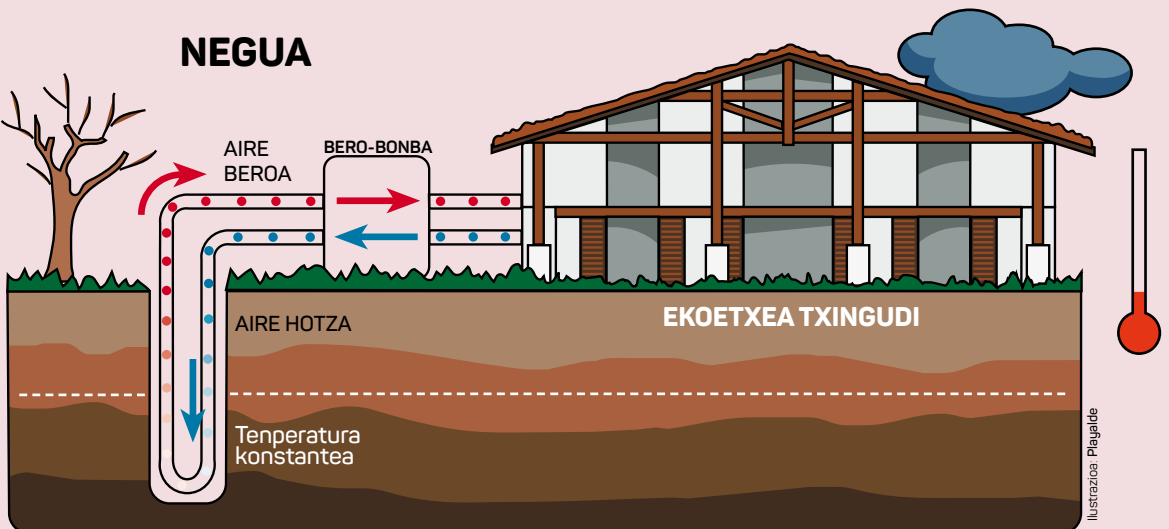 NEGUA
AIRE
BEROA
BERO-BONBA
AIRE HOTZA
EKOETXEA TXINGUDI
Tenperatura
konstantea
Ilustrazioa: Playalde